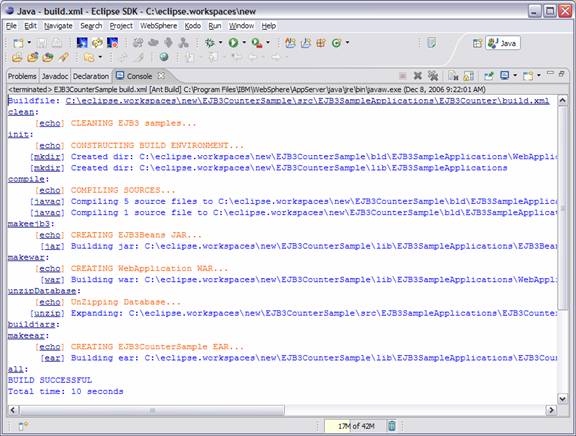 Java - build.xml - Eclipse SDK - C:\eclipse.workspaces\new
File Edit Navigate Search Project WebSphere Kodo Run Window Help
Java
Problems Javadoc Declaration Console
<terminated> EJB3CounterSample build.xml [Ant Build] C:\Program Files\IBM\WebSphere\AppServer\java\jre\bin\javaw.exe (Dec 8, 2006 9:22:01 AM)
Buildfile: C:\eclipse.workspaces\new\EJB3CounterSample\src\EJB3SampleApplications\EJB3Counter\build.xml
clean:
[echo] CLEANING EJB3 samples...
init:
[echo] CONSTRUCTING BUILD ENVIRONMENT...
[mkdir] Created dir: C:\eclipse.workspaces\new\EJB3CounterSample\bld\EJB3SampleApplications\WebApplic
[mkdir] Created dir: C:\eclipse.workspaces\new\EJB3CounterSample\lib\EJB3SampleApplications
compile:
[echo] COMPILING SOURCES...
[javac] Compiling 5 source files to C:\eclipse.workspaces\new\EJB3CounterSample\bld\EJB3SampleApplica
[javac] Compiling 1 source file to C:\eclipse.workspaces\new\EJB3CounterSample\bld\EJB3SampleApplicat
makeejb3:
[echo] CREATING EJB3Beans JAR...
[jar] Building jar: C:\eclipse.workspaces\new\EJB3CounterSample\lib\EJB3SampleApplications\EJB3Bean
makewar:
[echo] CREATING WebApplication WAR...
[war] Building war: C:\eclipse.workspaces\new\EJB3CounterSample\lib\EJB3SampleApplications\WebAppli
unzipDatabase:
[echo] UnZipping Database...
[unzip] Expanding: C:\eclipse.workspaces\new\EJB3CounterSample\src\EJB3SampleApplications\EJB3Counter
buildjars:
makeear:
[echo] CREATING EJB3CounterSample EAR...
[ear] Building ear: C:\eclipse.workspaces\new\EJB3CounterSample\lib\EJB3SampleApplications\EJB3Coun
all:
BUILD SUCCESSFUL
Total time: 10 seconds
17M of 42M